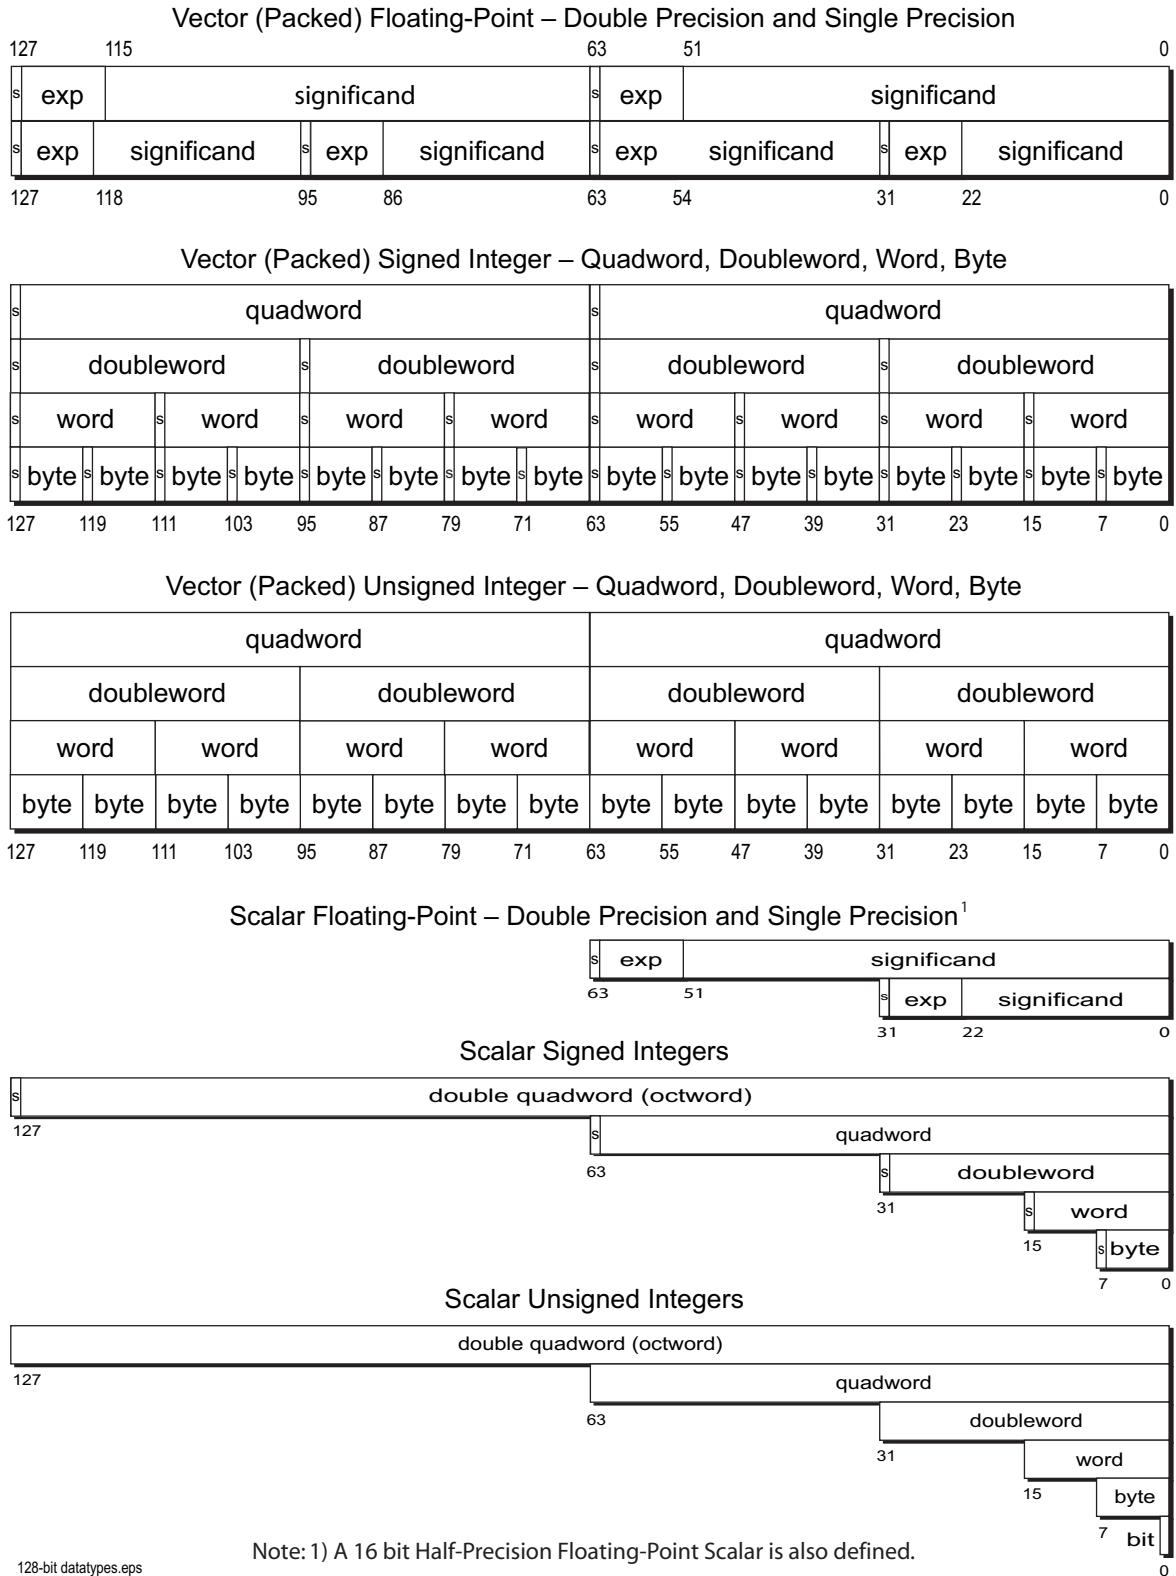 Vector (Packed) Floating-Point – Double Precision and Single Precision
127 115 63 51 0
s exp significand s exp significand
s exp significand s exp significand s exp significand s exp significand
127 118 95 86 63 54 31 22 0
Vector (Packed) Signed Integer – Quadword, Doubleword, Word, Byte
s quadword s quadword
s doubleword s doubleword s doubleword s doubleword
s word s word s word s word s word s word s word s word
s byte s byte s byte s byte s byte s byte s byte s byte s byte s byte s byte s byte s byte s byte s byte s byte
127 119 111 103 95 87 79 71 63 55 47 39 31 23 15 7 0
Vector (Packed) Unsigned Integer – Quadword, Doubleword, Word, Byte
quadword quadword
doubleword doubleword doubleword doubleword
word word word word word word word word
byte byte byte byte byte byte byte byte byte byte byte byte byte byte byte byte
127 119 111 103 95 87 79 71 63 55 47 39 31 23 15 7 0
Scalar Floating-Point – Double Precision and Single Precision¹
s exp significand
63 51
s exp significand
31 22 0
Scalar Signed Integers
s double quadword (octword)
127
s quadword
63
s doubleword
31
s word
15
s byte
7 0
Scalar Unsigned Integers
double quadword (octword)
127
quadword
63
doubleword
31
word
15
byte
7
bit
Note: 1) A 16 bit Half-Precision Floating-Point Scalar is also defined.
128-bit datatypes.eps
0